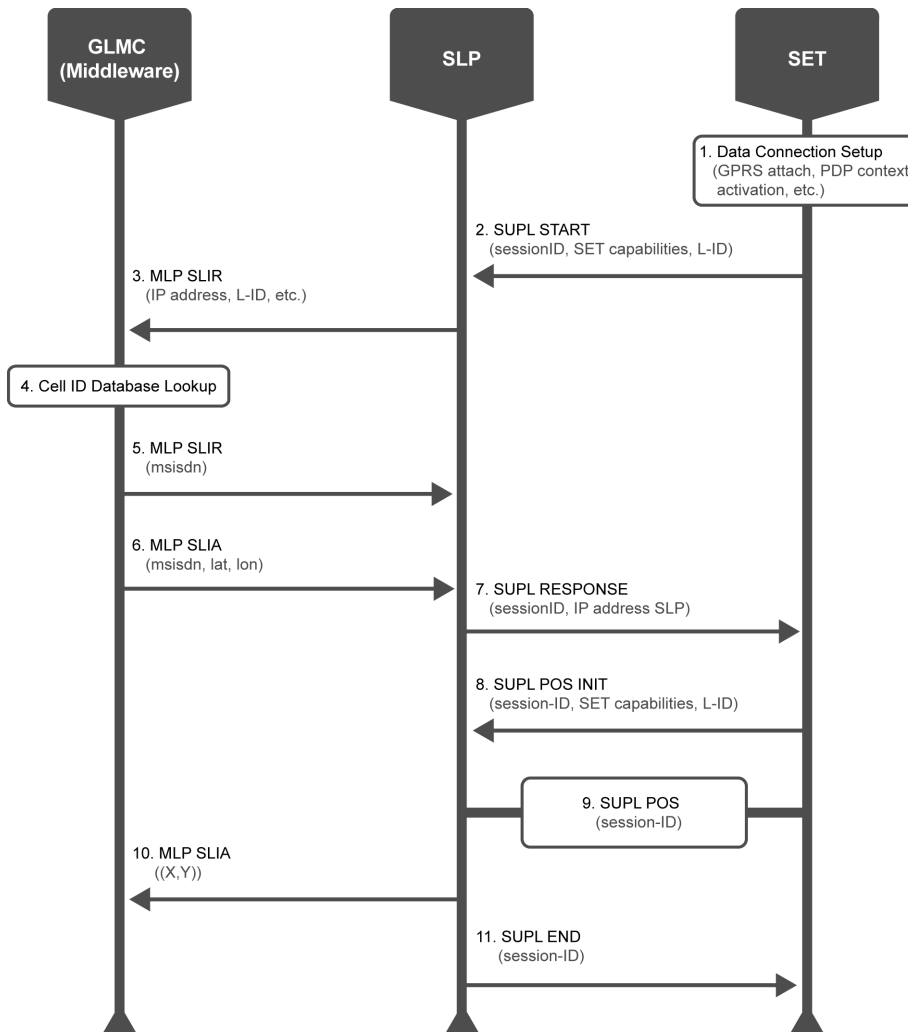 GLMC
(Middleware)
SLP
SET
1. Data Connection Setup
(GPRS attach, PDP context
activation, etc.)
2. SUPL START
(sessionID, SET capabilities, L-ID)
3. MLP SLIR
(IP address, L-ID, etc.)
4. Cell ID Database Lookup
5. MLP SLIR
(msisdn)
6. MLP SLIA
(msisdn, lat, lon)
7. SUPL RESPONSE
(sessionID, IP address SLP)
8. SUPL POS INIT
(session-ID, SET capabilities, L-ID)
9. SUPL POS
(session-ID)
10. MLP SLIA
((X,Y))
11. SUPL END
(session-ID)